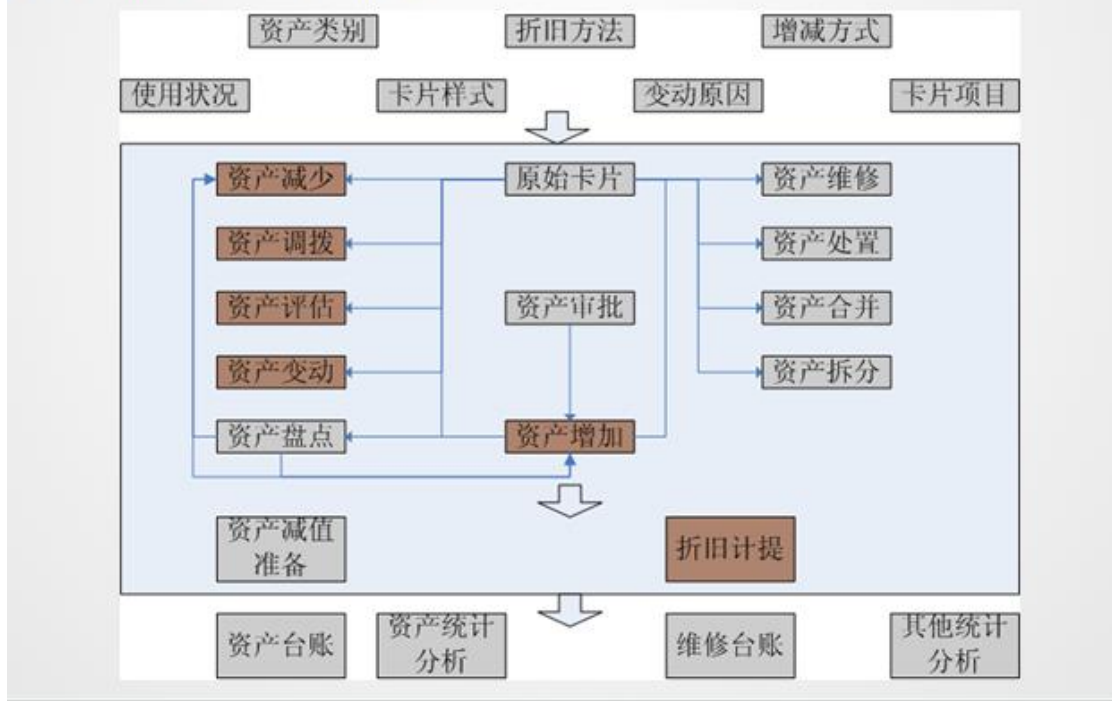 资产类别
折旧方法
增减方式
使用状况
卡片样式
变动原因
卡片项目
资产减少
原始卡片
资产维修
资产调拨
资产处置
资产评估
资产审批
资产合并
资产变动
资产拆分
资产盘点
资产增加
资产减值
准备
折旧计提
资产台账
资产统计
分析
维修台账
其他统计
分析